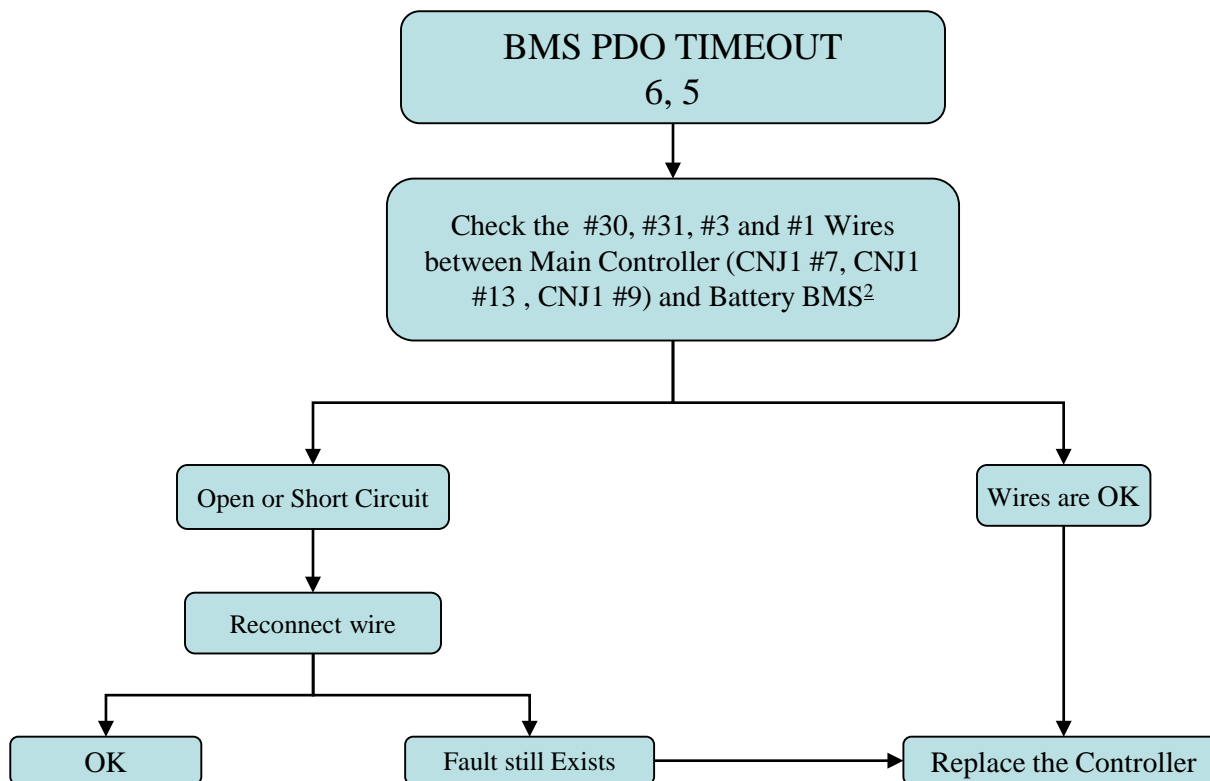 BMS PDO TIMEOUT
6, 5
Check the #30, #31, #3 and #1 Wires
between Main Controller (CNJ1 #7, CNJ1
#13 , CNJ1 #9) and Battery BMS2
Open or Short Circuit
Wires are OK
Reconnect wire
OK
Fault still Exists
Replace the Controller